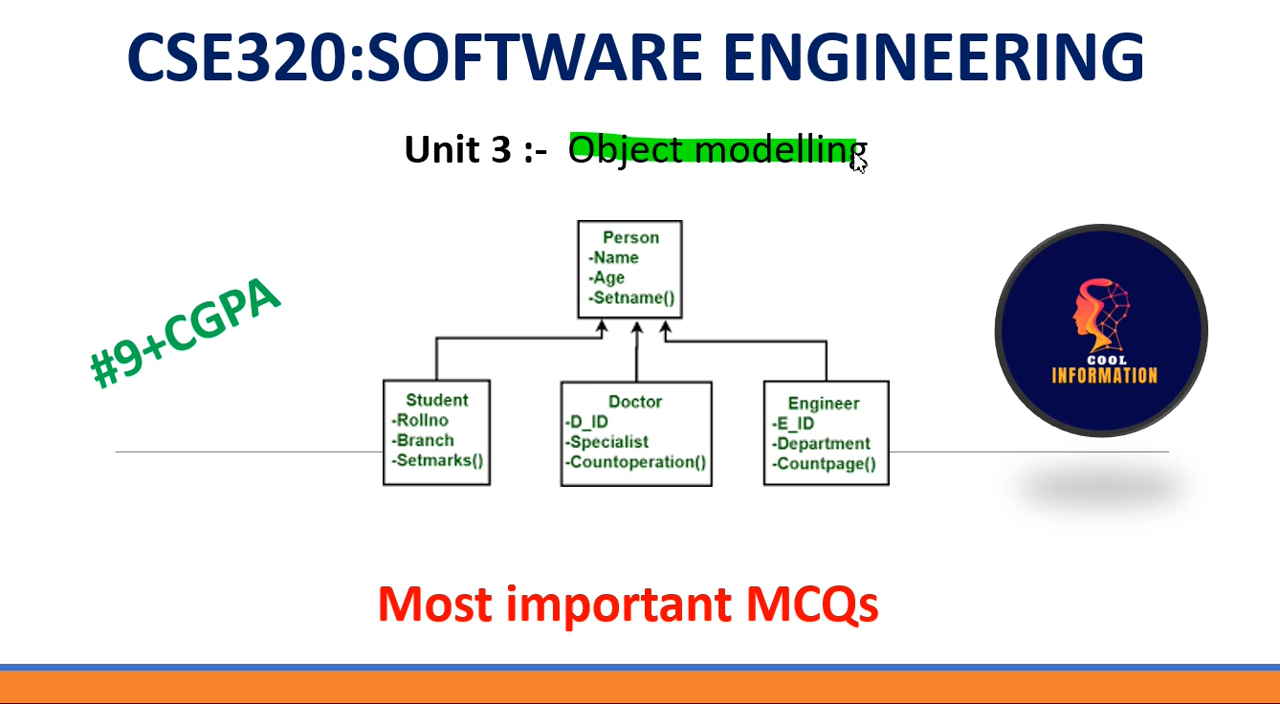 CSE320:SOFTWARE ENGINEERING
Unit 3 :- Object modelling
Person
-Name
-Age
-Setname()
#9+CGPA
COOL
INFORMATION
Student
-Rollno
-Branch
-Setmarks()
Doctor
-D_ID
-Specialist
-Countoperation()
Engineer
-E_ID
-Department
-Countpage()
Most important MCQs